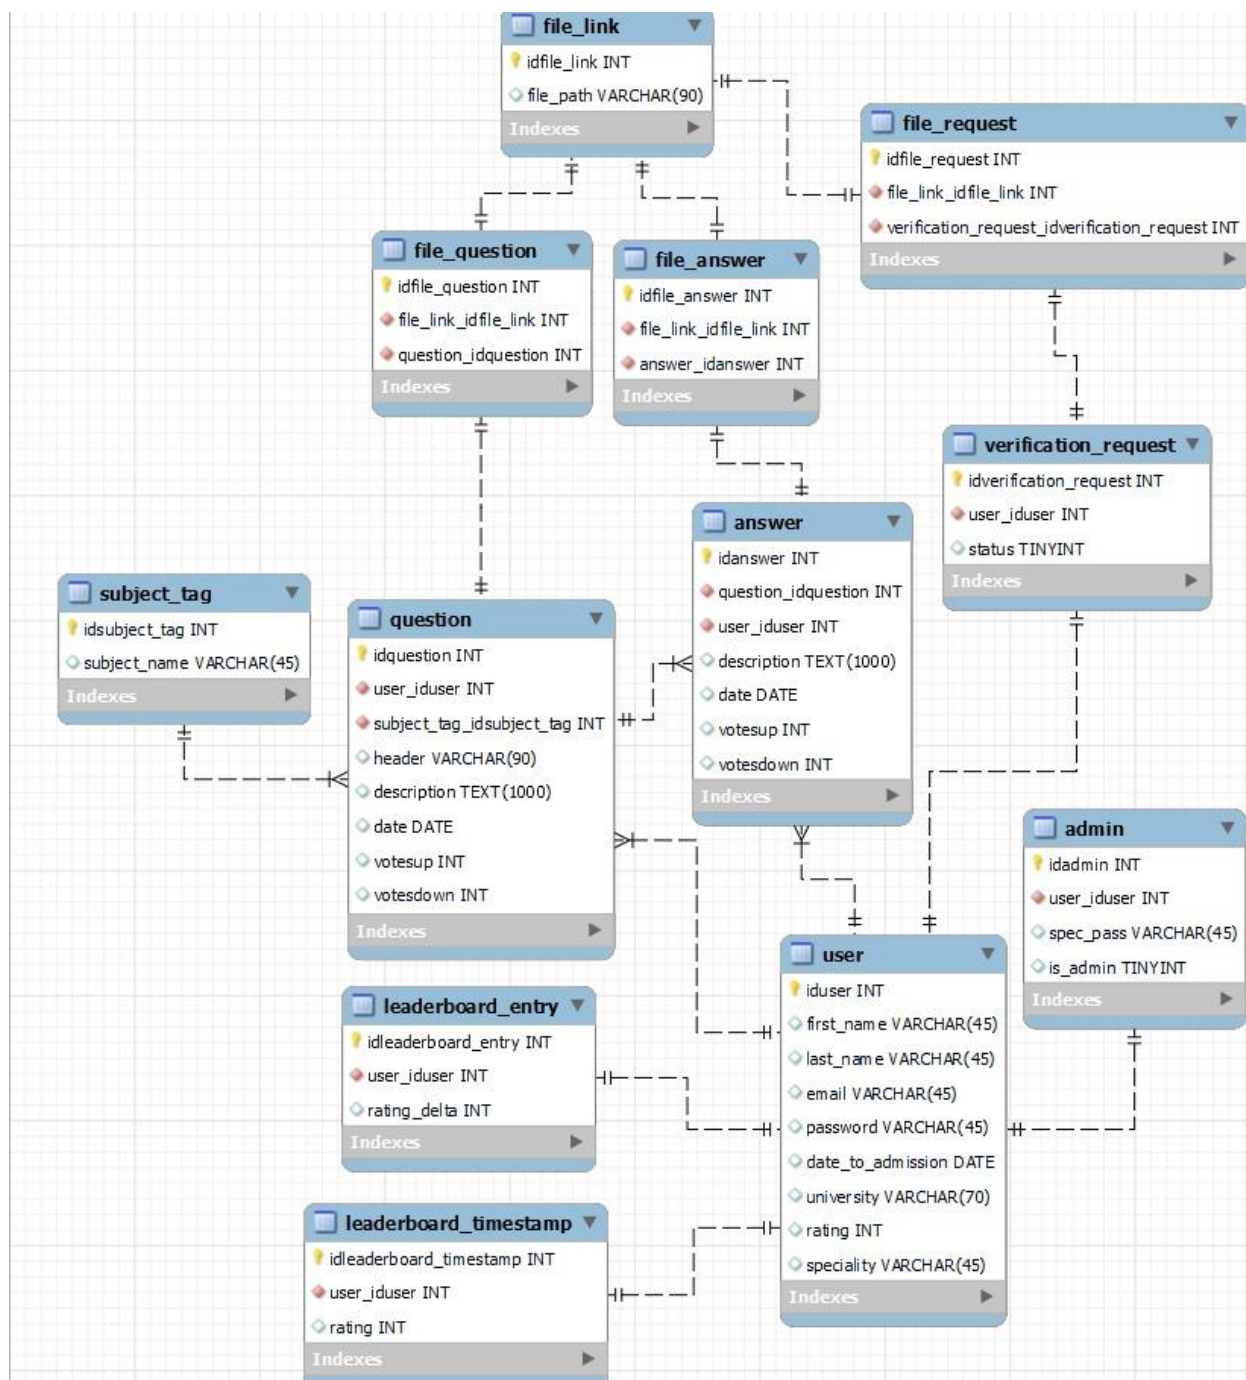 file_link
idfile_link INT
file_path VARCHAR(90)
Indexes
file_request
idfile_request INT
file_link_idfile_link INT
verification_request_idverification_request INT
Indexes
file_question
idfile_question INT
file_link_idfile_link INT
question_idquestion INT
Indexes
file_answer
idfile_answer INT
file_link_idfile_link INT
answer_idanswer INT
Indexes
verification_request
idverification_request INT
user_iduser INT
status TINYINT
Indexes
answer
idanswer INT
question_idquestion INT
user_iduser INT
description TEXT(1000)
date DATE
votesup INT
votesdown INT
Indexes
subject_tag
idsubject_tag INT
subject_name VARCHAR(45)
Indexes
question
idquestion INT
user_iduser INT
subject_tag_idsubject_tag INT
header VARCHAR(90)
description TEXT(1000)
date DATE
votesup INT
votesdown INT
Indexes
admin
idadmin INT
user_iduser INT
spec_pass VARCHAR(45)
is_admin TINYINT
Indexes
user
iduser INT
first_name VARCHAR(45)
last_name VARCHAR(45)
email VARCHAR(45)
password VARCHAR(45)
date_to_admission DATE
university VARCHAR(70)
rating INT
speciality VARCHAR(45)
Indexes
leaderboard_entry
idleaderboard_entry INT
user_iduser INT
rating_delta INT
Indexes
leaderboard_timestamp
idleaderboard_timestamp INT
user_iduser INT
rating INT
Indexes